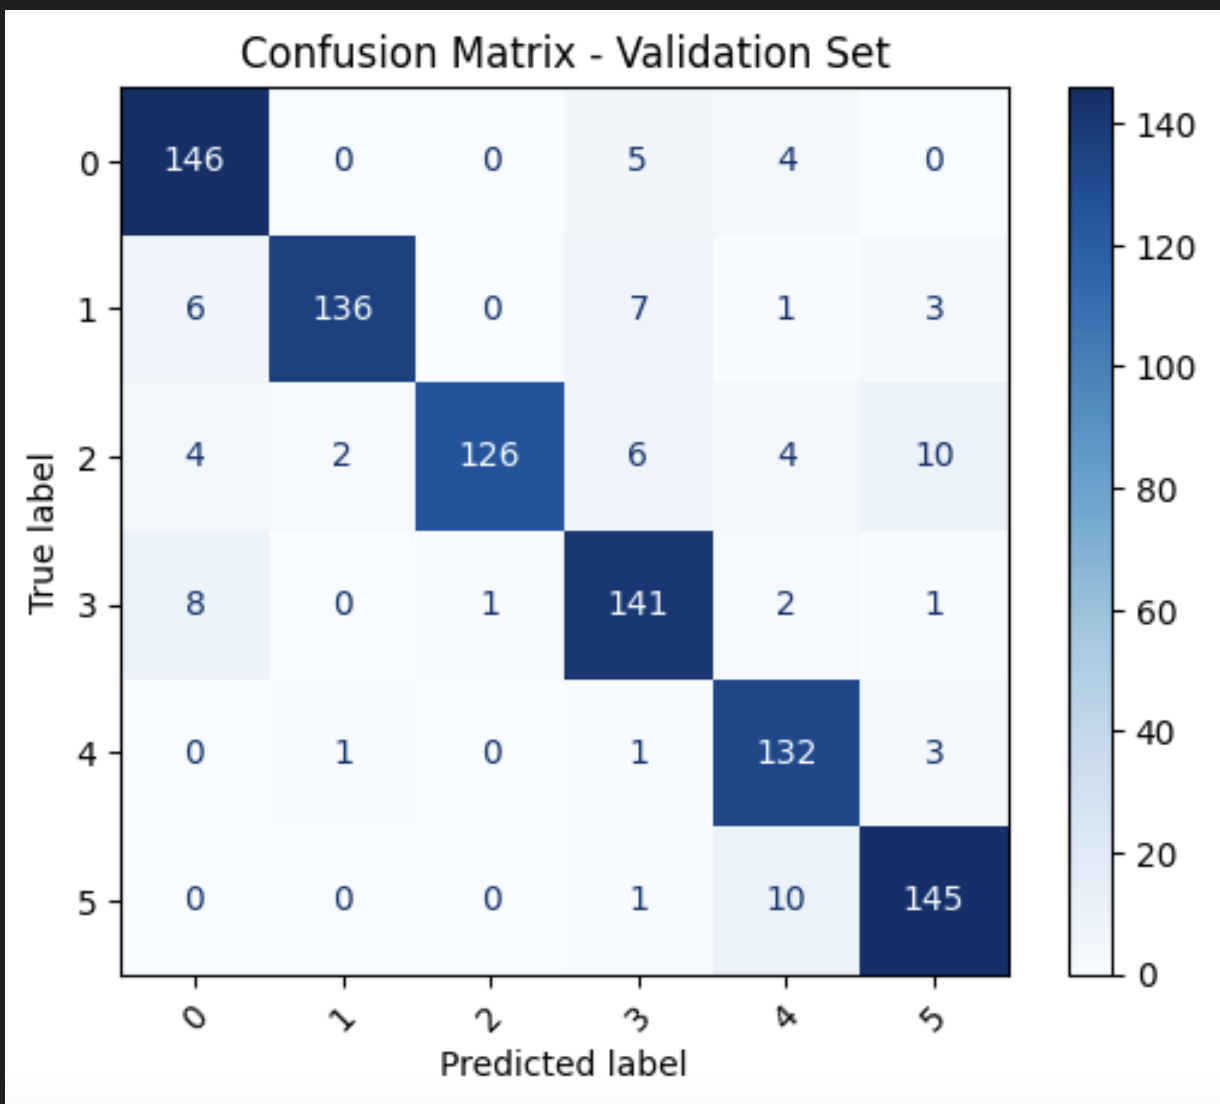 Confusion Matrix - Validation Set
0 146 0 0 5 4 0
1 6 136 0 7 1 3
2 4 2 126 6 4 10
3 8 0 1 141 2 1
4 0 1 0 1 132 3
5 0 0 0 1 10 145
0 1 2 3 4 5
True label
Predicted label
140
120
100
80
60
40
20
0